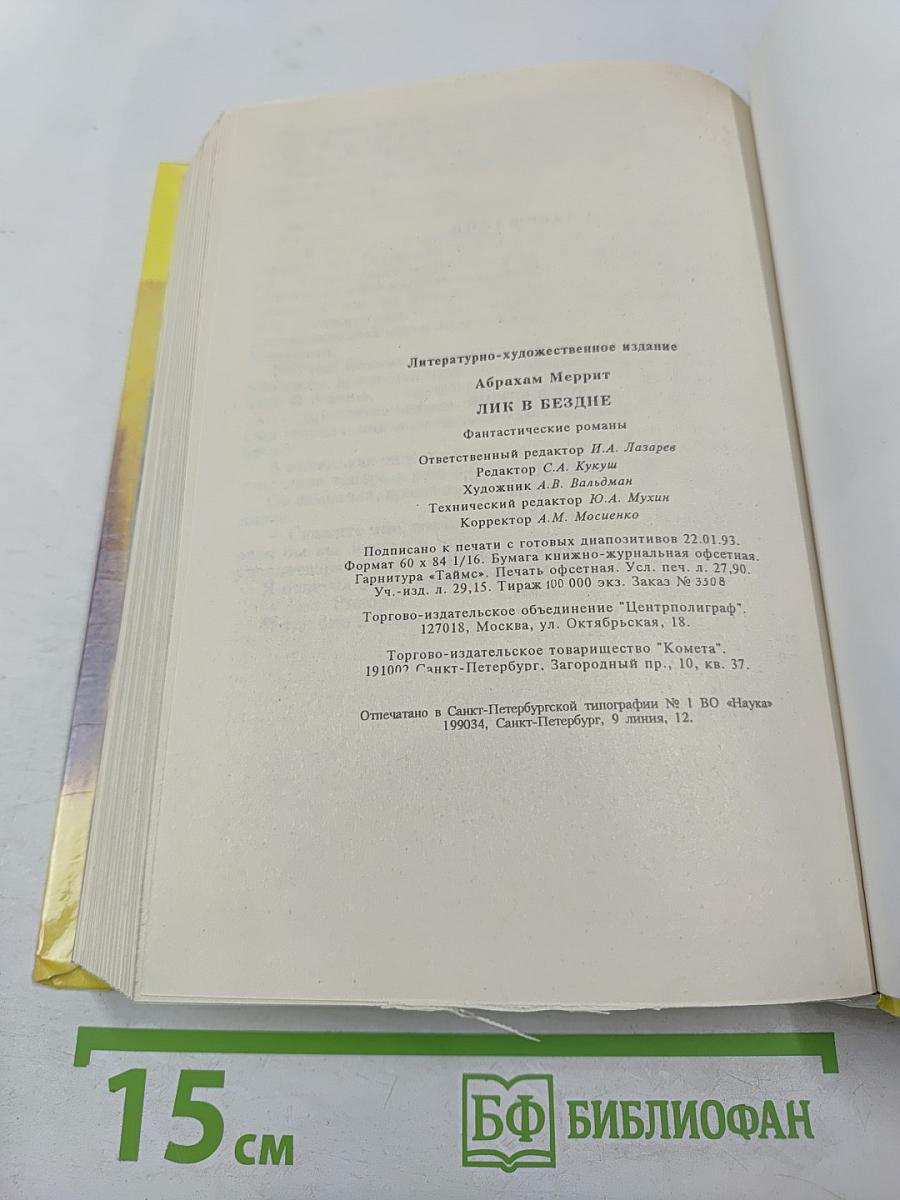 Литературно-художественное издание
Абрахам Меррит
ЛИК В БЕЗДНЕ
Фантастические романы
Ответственный редактор И.А. Лазарев
Редактор С.А. Кукуш
Художник А.В. Вальдман
Технический редактор Ю.А. Мухин
Корректор А.М. Мосиенко
Подписано к печати с готовых диапозитивов 22.01.93.
Формат 60 х 84 1/16. Бумага книжно-журнальная офсетная.
Гарнитура «Таймс». Печать офсетная. Усл. печ. л. 27,90.
Уч.-изд. л. 29,15. Тираж 100 000 экз. Заказ № 3308
Торгово-издательское объединение "Центрполиграф".
127018, Москва, ул. Октябрьская, 18.
Торгово-издательское товарищество "Комета".
191002 Санкт-Петербург, Загородный пр., 10, кв. 37.
Отпечатано в Санкт-Петербургской типографии № 1 ВО «Наука»
199034, Санкт-Петербург, 9 линия, 12.
15 см
БФ БИБЛИОФАН